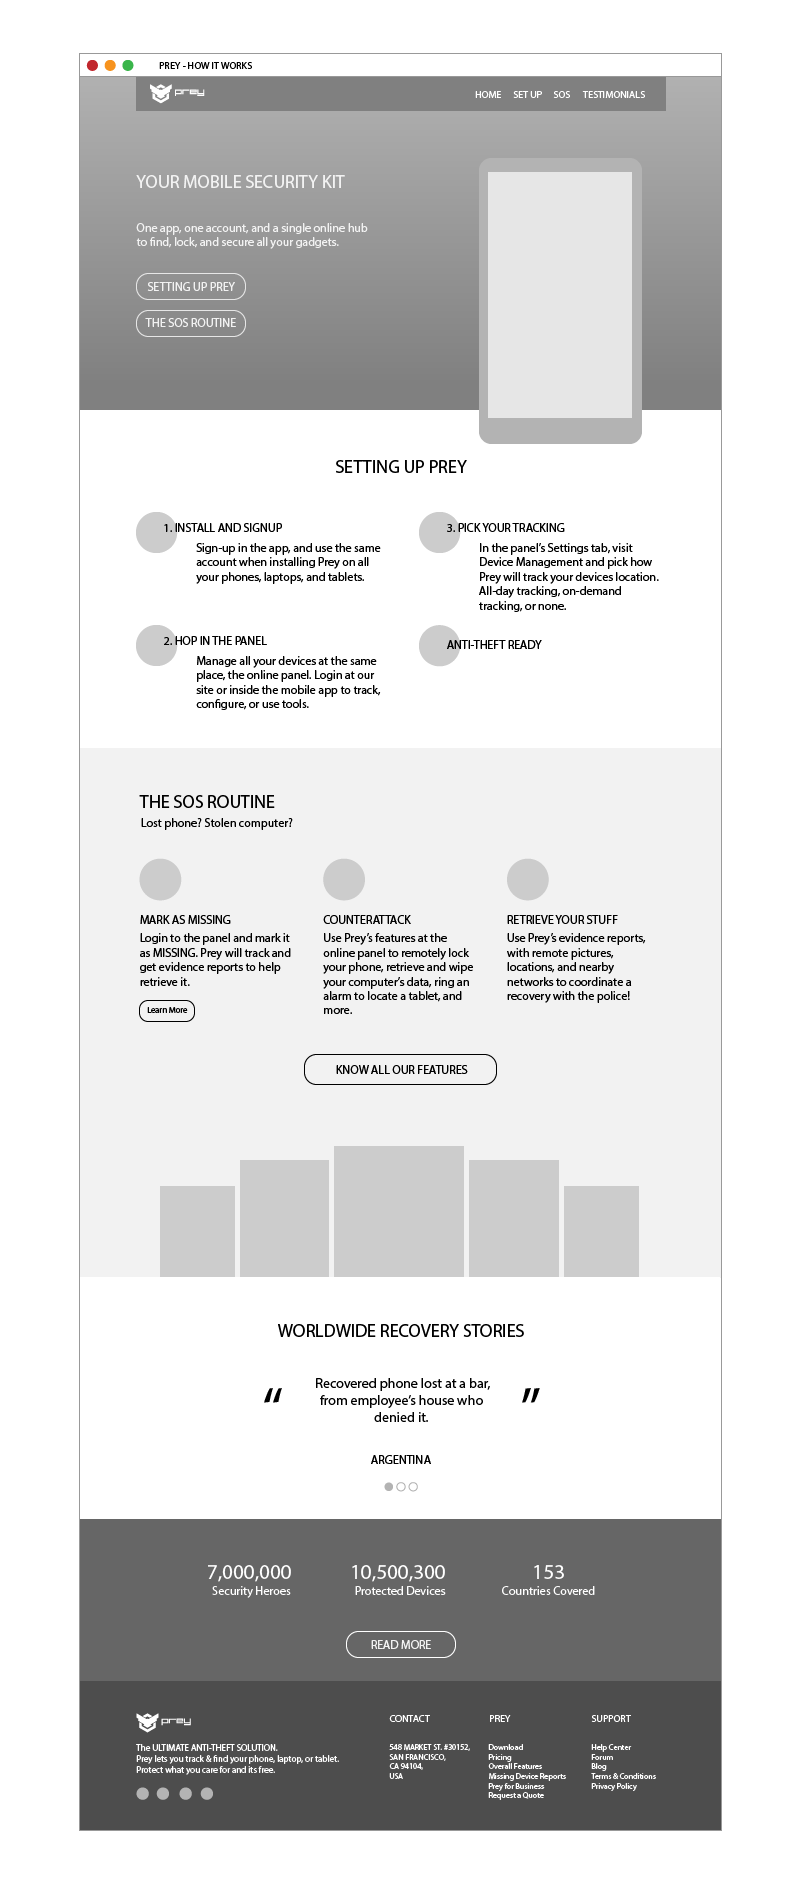 PREY - HOW IT WORKS
prey
HOME SET UP SOS TESTIMONIALS
YOUR MOBILE SECURITY KIT
One app, one account, and a single online hub
to find, lock, and secure all your gadgets.
SETTING UP PREY
THE SOS ROUTINE
SETTING UP PREY
1. INSTALL AND SIGNUP
Sign-up in the app, and use the same
account when installing Prey on all
your phones, laptops, and tablets.
3. PICK YOUR TRACKING
In the panel’s Settings tab, visit
Device Management and pick how
Prey will track your devices location.
All-day tracking, on-demand
tracking, or none.
2. HOP IN THE PANEL
Manage all your devices at the same
place, the online panel. Login at our
site or inside the mobile app to track,
configure, or use tools.
ANTI-THEFT READY
THE SOS ROUTINE
Lost phone? Stolen computer?
MARK AS MISSING
Login to the panel and mark it
as MISSING. Prey will track and
get evidence reports to help
retrieve it.
Learn More
COUNTERATTACK
Use Prey’s features at the
online panel to remotely lock
your phone, retrieve and wipe
your computer’s data, ring an
alarm to locate a tablet, and
more.
RETRIEVE YOUR STUFF
Use Prey’s evidence reports,
with remote pictures,
locations, and nearby
networks to coordinate a
recovery with the police!
KNOW ALL OUR FEATURES
WORLDWIDE RECOVERY STORIES
“ Recovered phone lost at a bar, ”
from employee’s house who
denied it.
ARGENTINA
7,000,000
Security Heroes
10,500,300
Protected Devices
153
Countries Covered
READ MORE
prey
The ULTIMATE ANTI-THEFT SOLUTION.
Prey lets you track & find your phone, laptop, or tablet.
Protect what you care for and its free.
CONTACT
548 MARKET ST. #30152,
SAN FRANCISCO,
CA 94104,
USA
PREY
Download
Pricing
Overall Features
Missing Device Reports
Prey for Business
Request a Quote
SUPPORT
Help Center
Forum
Blog
Terms & Conditions
Privacy Policy